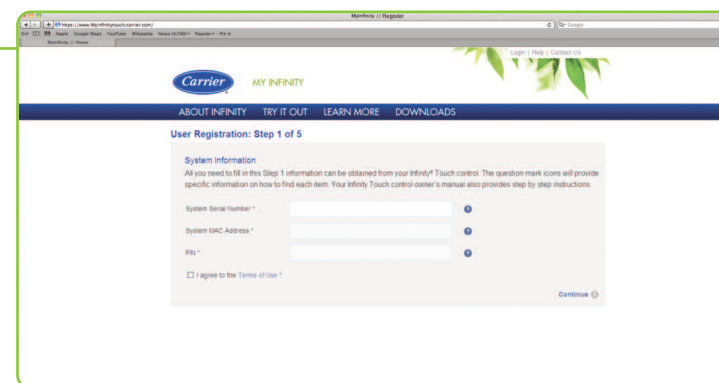 MyInfinity // Register
https://www.MyInfinitytouch.carrier.com/
Google
Apple Google Maps YouTube Wikipedia News Popular Pin It
MyInfinity // Home
Login | Help | Contact Us
Carrier
MY INFINITY
ABOUT INFINITY TRY IT OUT LEARN MORE DOWNLOADS
User Registration: Step 1 of 5
System Information
All you need to fill in this Step 1 information can be obtained from your Infinity® Touch control. The question mark icons will provide
specific information on how to find each item. Your Infinity Touch control owner's manual also provides step by step instructions.
System Serial Number *
System MAC Address *
PIN *
I agree to the Terms of Use *
Continue